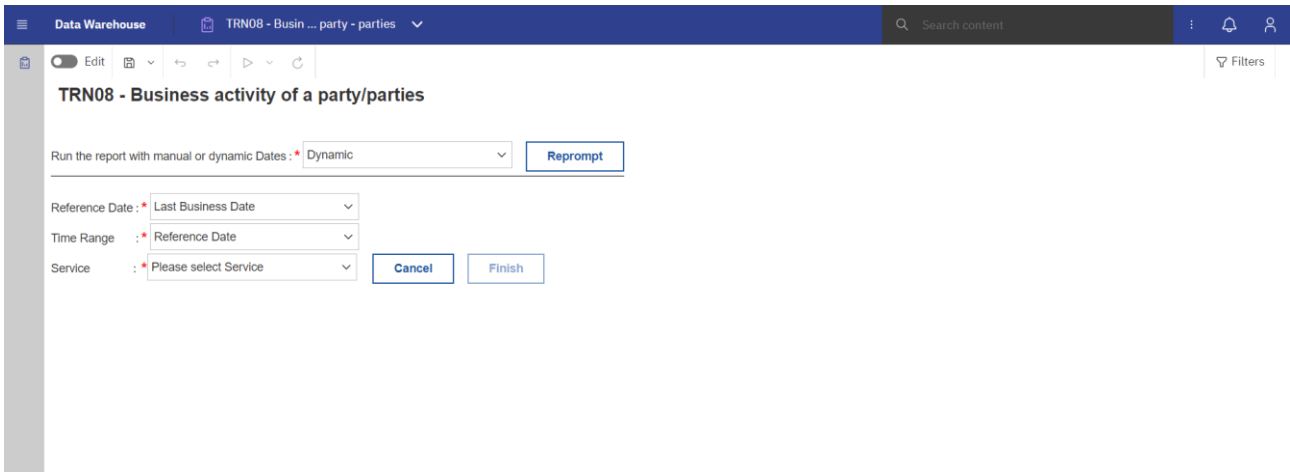 Data Warehouse TRN08 - Busin ... party - parties Search content
Edit Filters
TRN08 - Business activity of a party/parties
Run the report with manual or dynamic Dates : * Dynamic Reprompt
Reference Date : * Last Business Date
Time Range : * Reference Date
Service : * Please select Service Cancel Finish